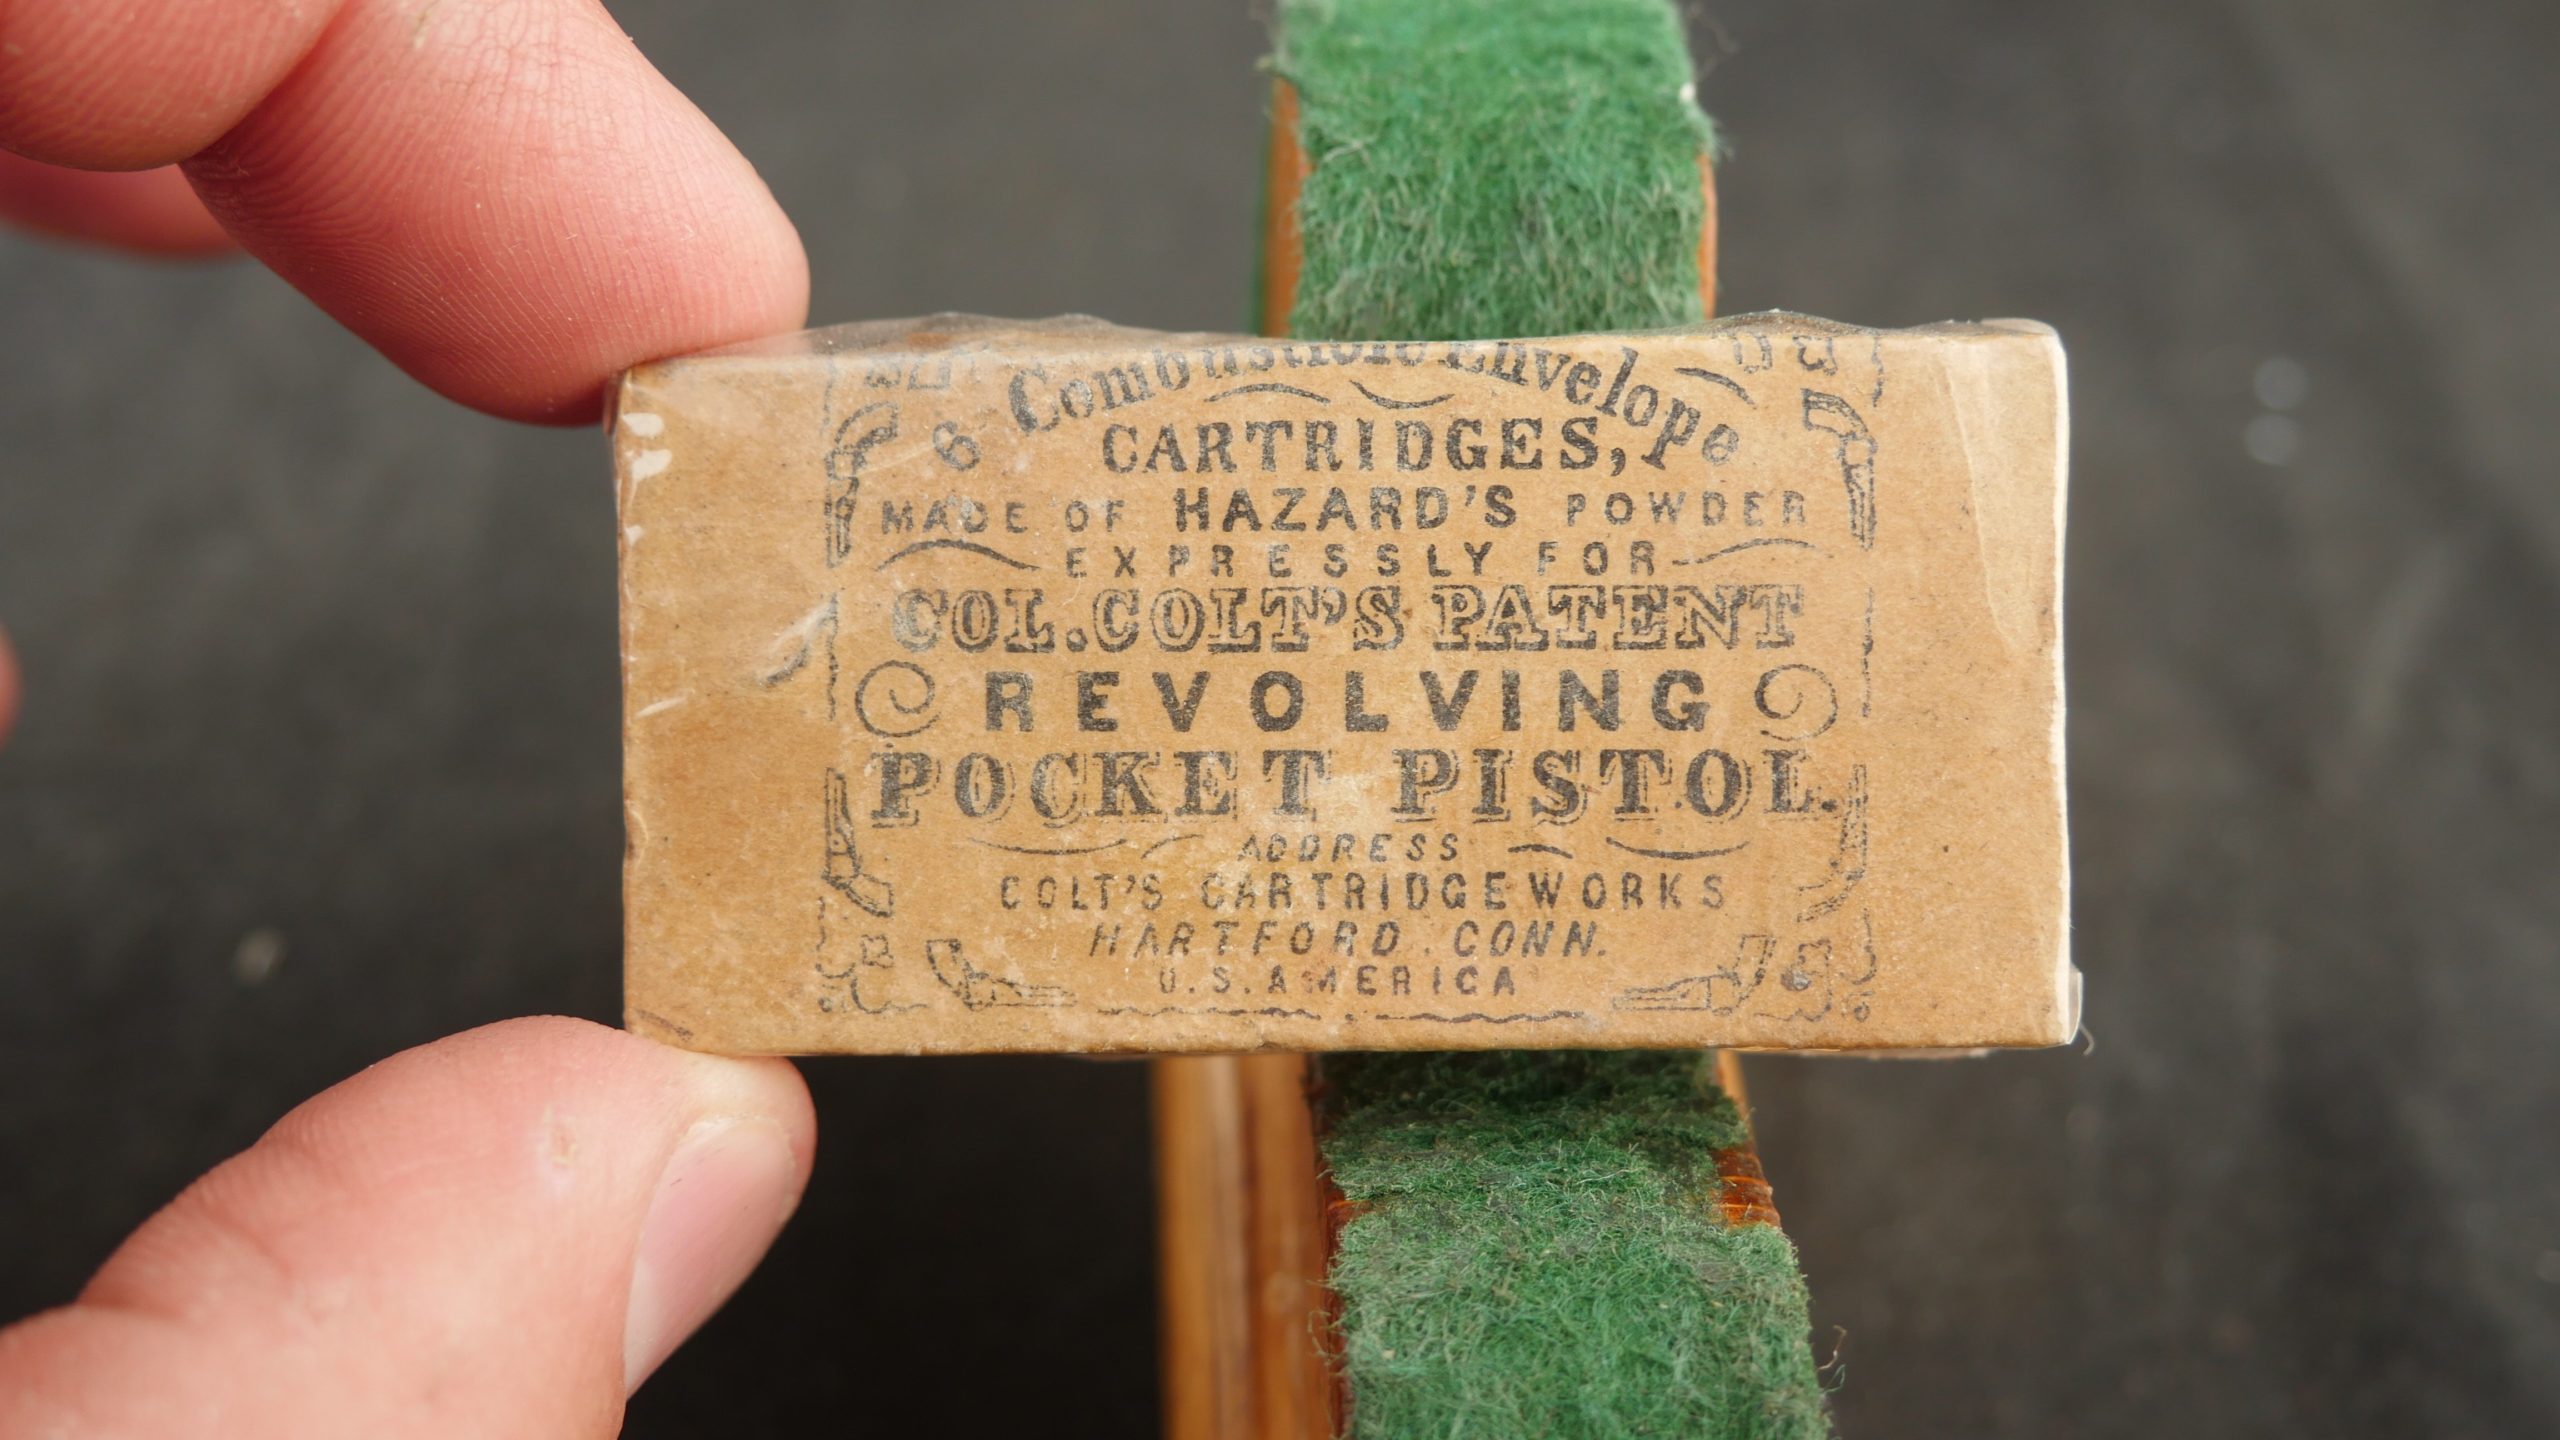 6 Combustible Envelope
CARTRIDGES,
MADE OF HAZARD'S POWDER
EXPRESSLY FOR
COL. COLT'S PATENT
REVOLVING
POCKET PISTOL.
ADDRESS
COLT'S CARTRIDGE WORKS
HARTFORD. CONN.
U.S. AMERICA